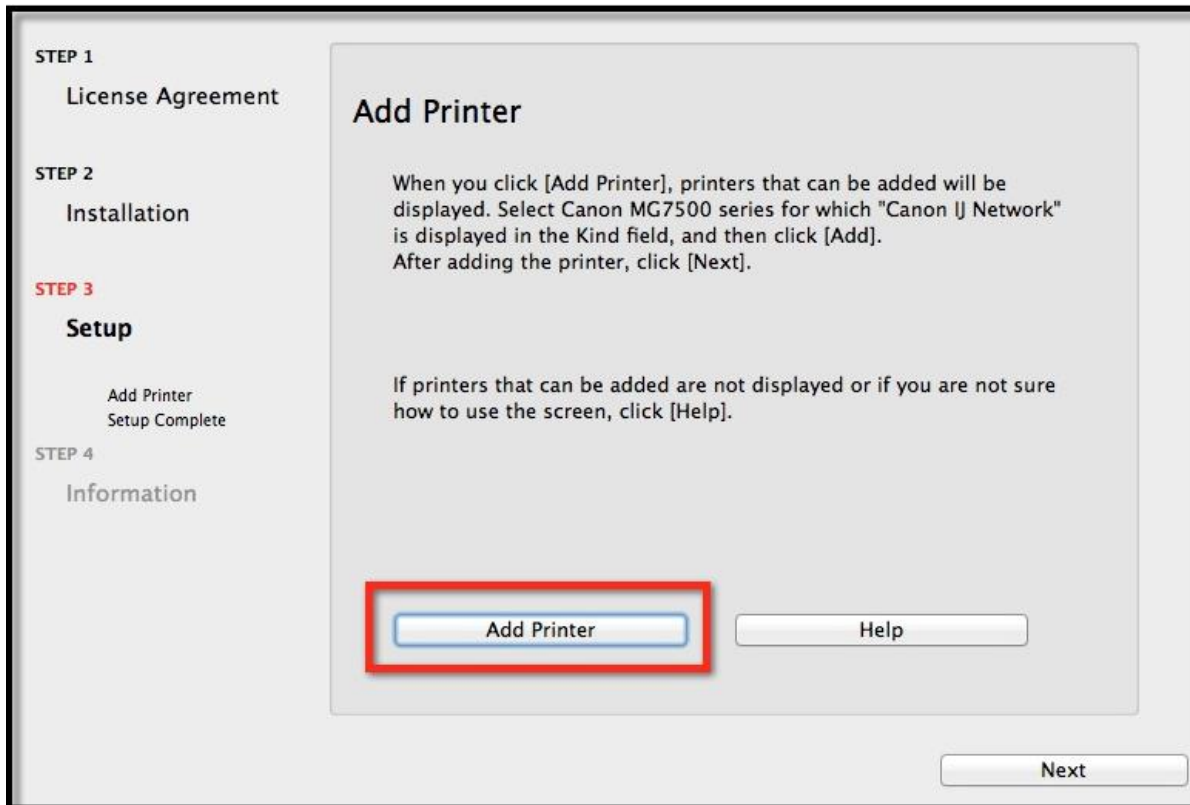 STEP 1
License Agreement
STEP 2
Installation
STEP 3
Setup
Add Printer
Setup Complete
STEP 4
Information
Add Printer
When you click [Add Printer], printers that can be added will be
displayed. Select Canon MG7500 series for which "Canon IJ Network"
is displayed in the Kind field, and then click [Add].
After adding the printer, click [Next].
If printers that can be added are not displayed or if you are not sure
how to use the screen, click [Help].
Add Printer
Help
Next